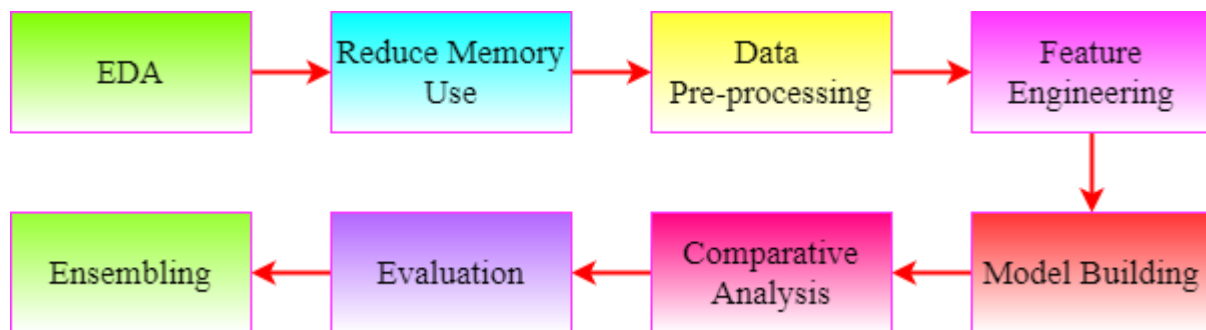 EDA
Reduce Memory
Use
Data
Pre-processing
Feature
Engineering
Model Building
Comparative
Analysis
Evaluation
Ensembling